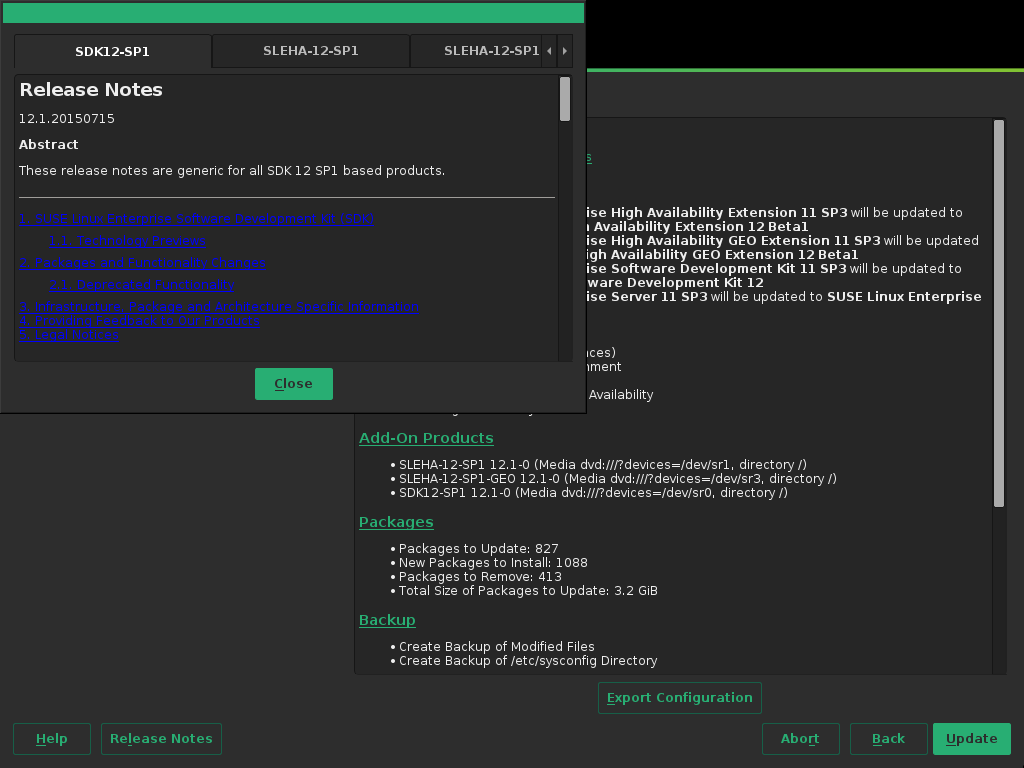 SDK12-SP1
SLEHA-12-SP1
SLEHA-12-SP1
Release Notes
12.1.20150715
Abstract
These release notes are generic for all SDK 12 SP1 based products.
1. SUSE Linux Enterprise Software Development Kit (SDK)
1.1. Technology Previews
2. Packages and Functionality Changes
2.1. Deprecated Functionality
3. Infrastructure, Package and Architecture Specific Information
4. Providing Feedback to Our Products
5. Legal Notices
Close
ise High Availability Extension 11 SP3 will be updated to
Availability Extension 12 Beta1
ise High Availability GEO Extension 11 SP3 will be updated
igh Availability GEO Extension 12 Beta1
ise Software Development Kit 11 SP3 will be updated to
ware Development Kit 12
ise Server 11 SP3 will be updated to SUSE Linux Enterprise
nces)
nment
Availability
Add-On Products
• SLEHA-12-SP1 12.1-0 (Media dvd:///?devices=/dev/sr1, directory /)
• SLEHA-12-SP1-GEO 12.1-0 (Media dvd:///?devices=/dev/sr3, directory /)
• SDK12-SP1 12.1-0 (Media dvd:///?devices=/dev/sr0, directory /)
Packages
• Packages to Update: 827
• New Packages to Install: 1088
• Packages to Remove: 413
• Total Size of Packages to Update: 3.2 GiB
Backup
• Create Backup of Modified Files
• Create Backup of /etc/sysconfig Directory
Export Configuration
Help
Release Notes
Abort
Back
Update